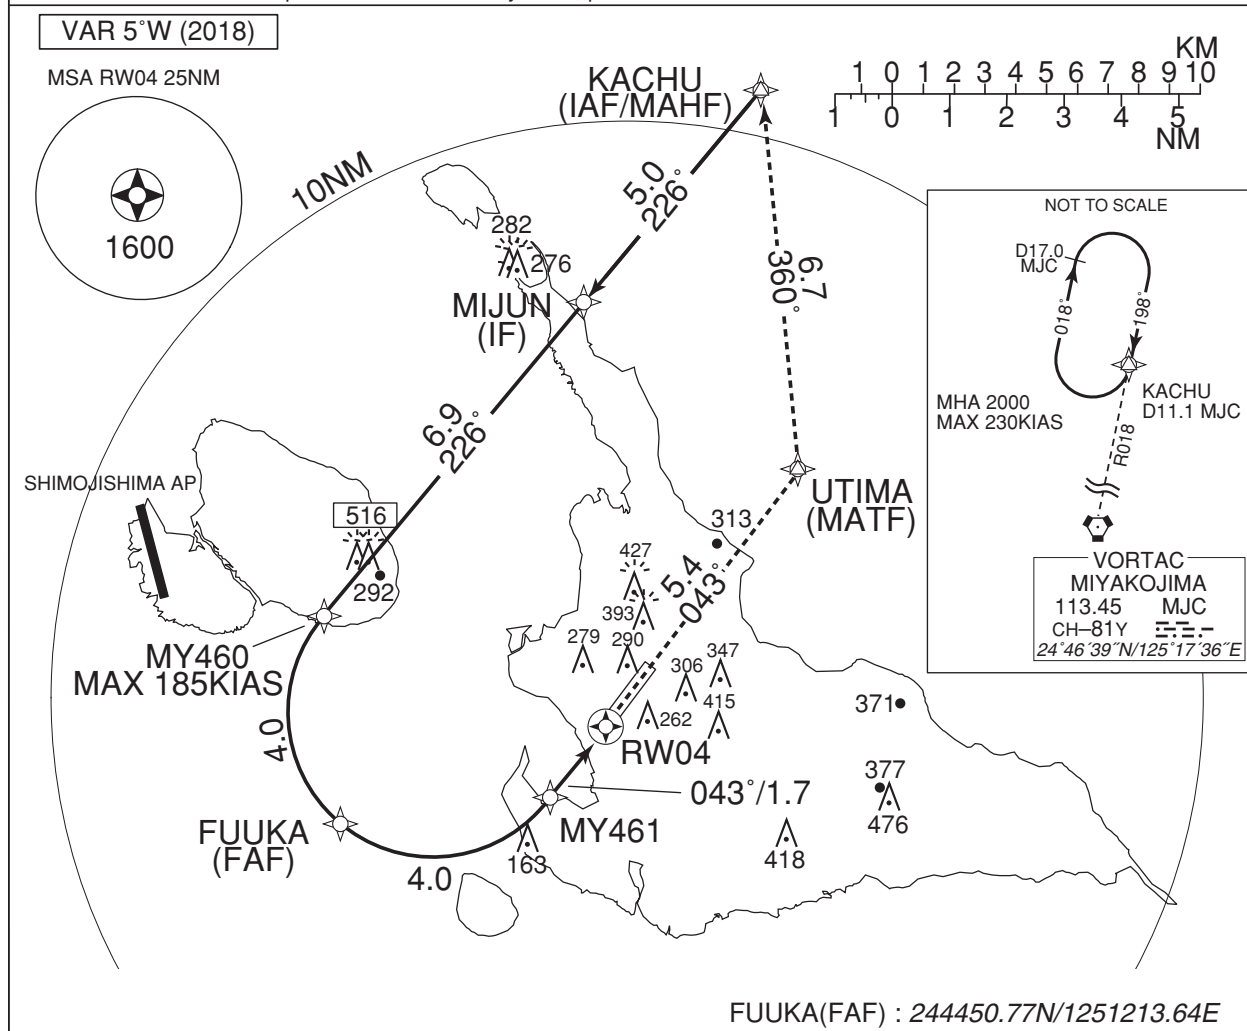 VAR 5°W (2018)
MSA RW04 25NM
1600
10NM
KACHU
(IAF/MAHF)
KM
1 0 1 2 3 4 5 6 7 8 9 10
1 0 1 2 3 4 5
NM
5.0
226°
282
276
MIJUN
(IF)
6.7
360°
6.9
226°
SHIMOJISHIMA AP
516
292
MY460
MAX 185KIAS
4.0
FUUKA
(FAF)
4.0
163
MY461
043°/1.7
RW04
UTIMA
(MATF)
5.4
043°
313
427
393
279
290
306
347
262
415
371
377
476
418
NOT TO SCALE
D17.0
MJC
018°
198°
MHA 2000
MAX 230KIAS
KACHU
D11.1 MJC
R018
VORTAC
MIYAKOJIMA
113.45 MJC
CH–81Y
24°46´39˝N/125°17´36˝E
FUUKA(FAF) : 244450.77N/1251213.64E